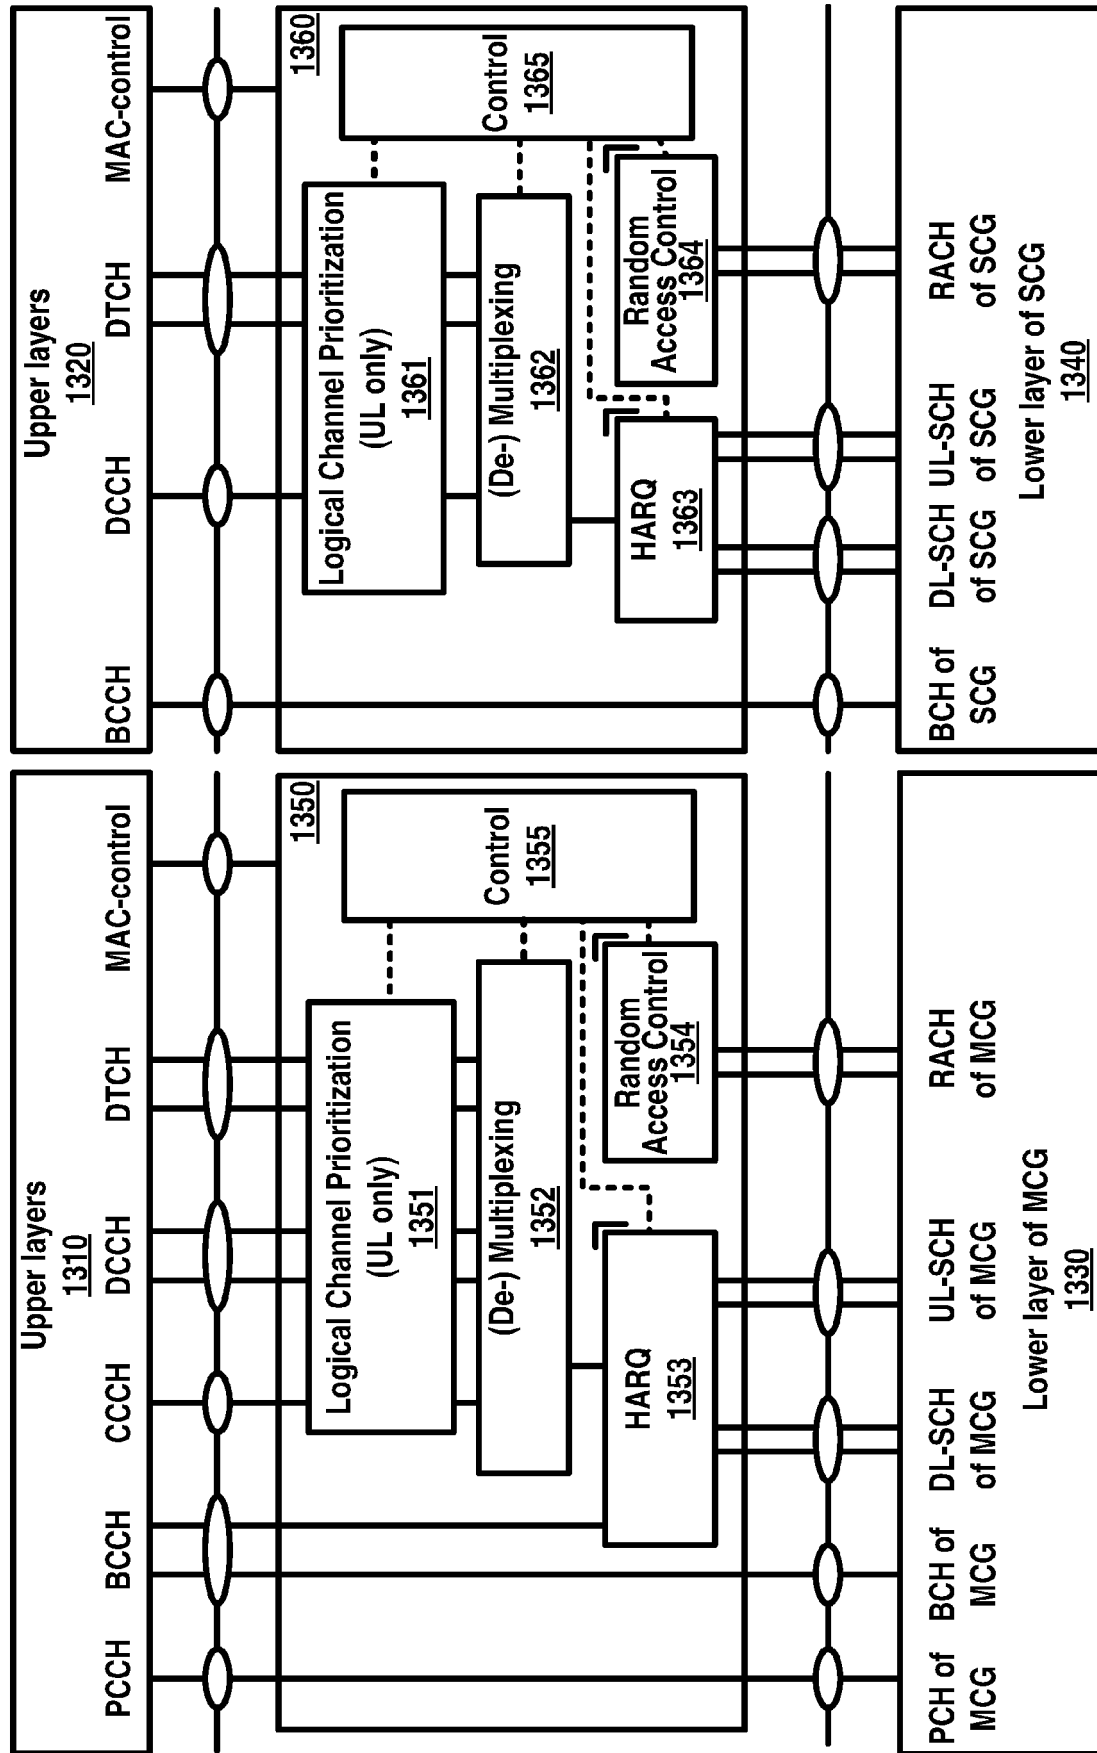 Upper layers
1310
PCCH
BCCH
CCCH
DCCH
DTCH
MAC-control
1350
Logical Channel Prioritization
(UL only)
1351
(De-) Multiplexing
1352
HARQ
1353
Random
Access Control
1354
Control
1355
PCH of
MCG
BCH of
MCG
DL-SCH
of MCG
UL-SCH
of MCG
RACH
of MCG
Lower layer of MCG
1330
Upper layers
1320
BCCH
DCCH
DTCH
MAC-control
1360
Logical Channel Prioritization
(UL only)
1361
(De-) Multiplexing
1362
HARQ
1363
Random
Access Control
1364
Control
1365
BCH of
SCG
DL-SCH
of SCG
UL-SCH
of SCG
RACH
of SCG
Lower layer of SCG
1340